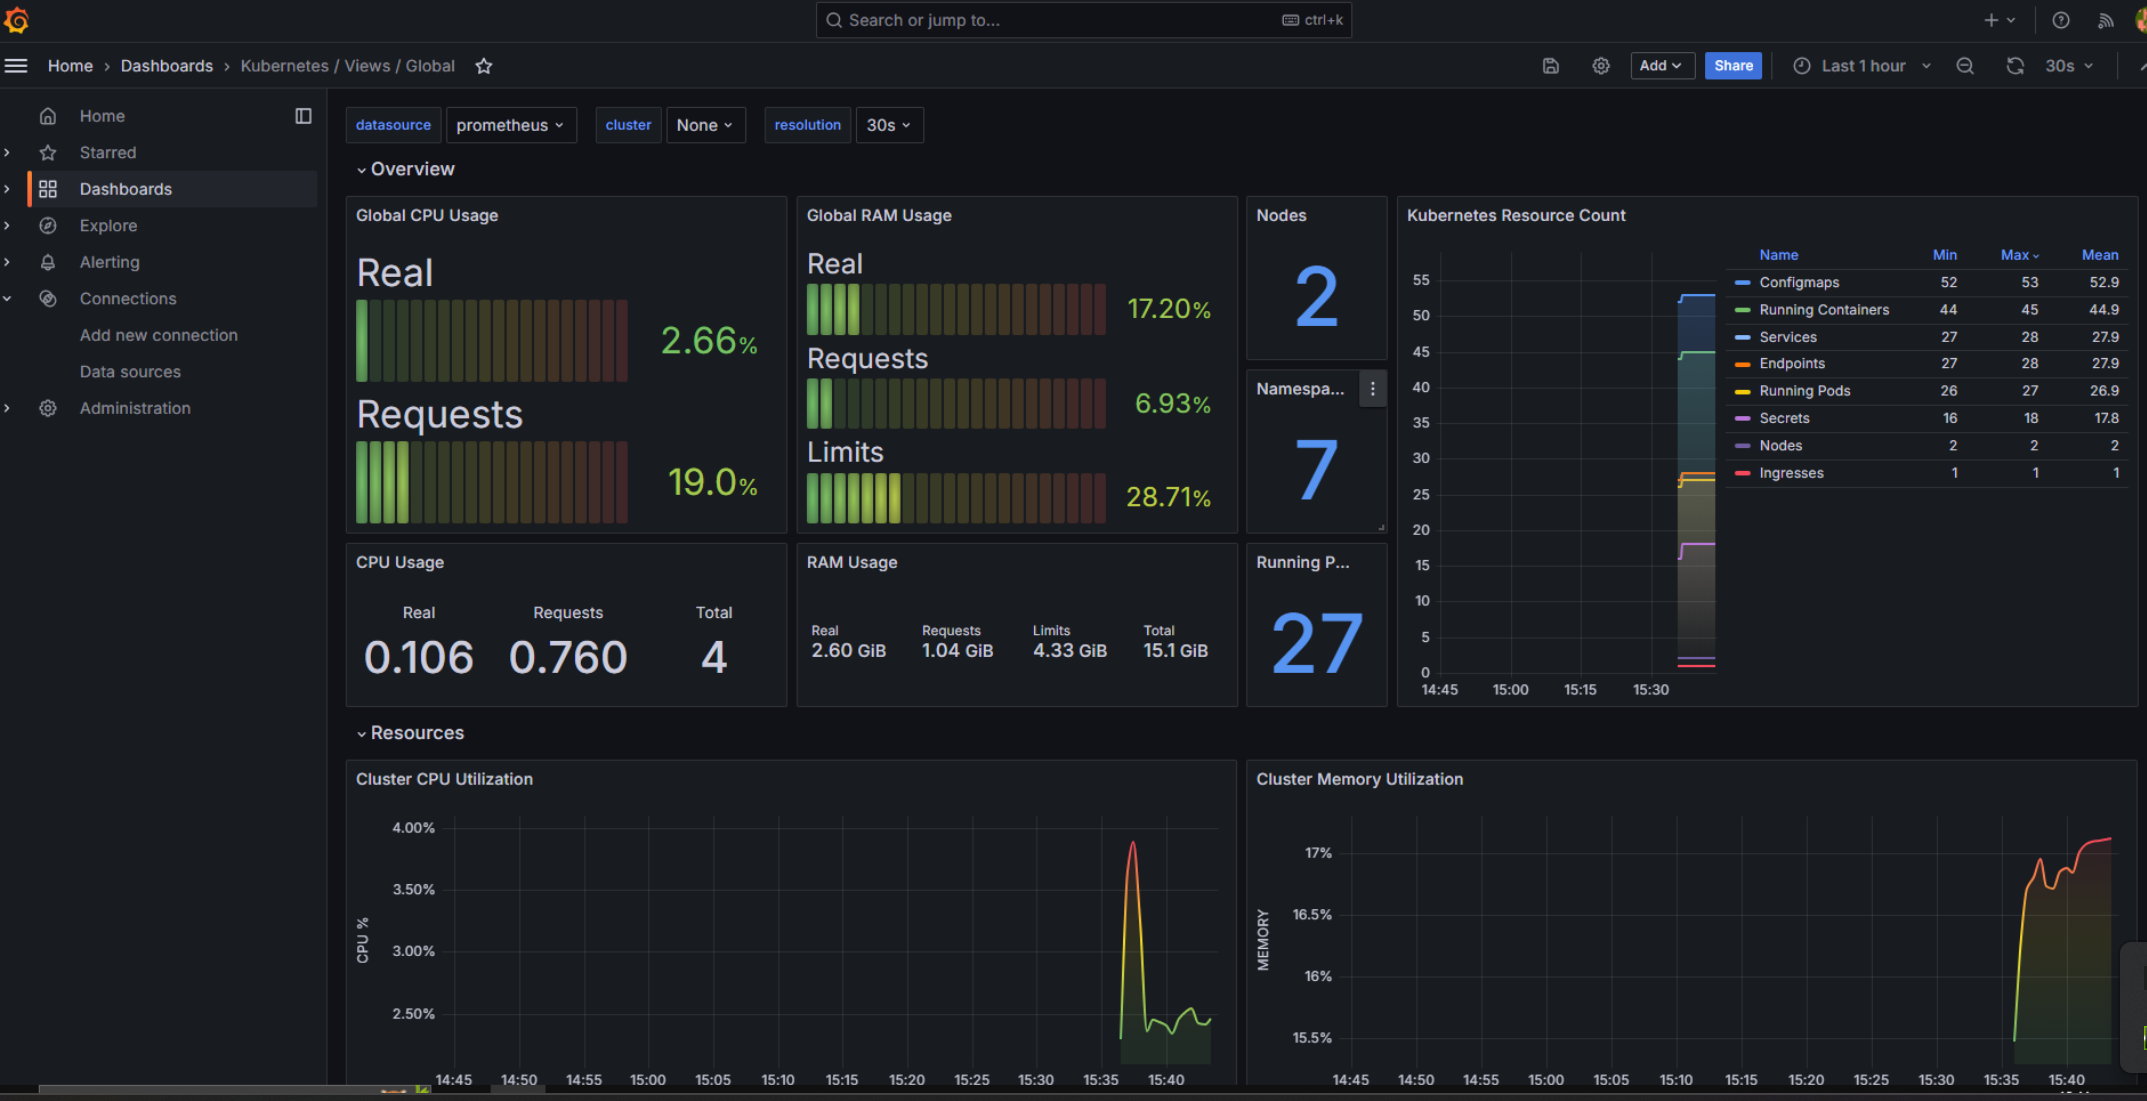 Search or jump to...
ctrl+k
Home › Dashboards › Kubernetes / Views / Global
Add
Share
Last 1 hour
30s
Home
Starred
Dashboards
Explore
Alerting
Connections
Add new connection
Data sources
Administration
datasource prometheus cluster None resolution 30s
Overview
Global CPU Usage
Real
2.66%
Requests
19.0%
Global RAM Usage
Real
17.20%
Requests
6.93%
Limits
28.71%
Nodes
2
Namespa...
7
CPU Usage
Real Requests Total
0.106 0.760 4
RAM Usage
Real Requests Limits Total
2.60 GiB 1.04 GiB 4.33 GiB 15.1 GiB
Running P...
27
Kubernetes Resource Count
55
50
45
40
35
30
25
20
15
10
5
0
14:45 15:00 15:15 15:30
Name Min Max Mean
Configmaps 52 53 52.9
Running Containers 44 45 44.9
Services 27 28 27.9
Endpoints 27 28 27.9
Running Pods 26 27 26.9
Secrets 16 18 17.8
Nodes 2 2 2
Ingresses 1 1 1
Resources
Cluster CPU Utilization
CPU %
4.00%
3.50%
3.00%
2.50%
14:45 14:50 14:55 15:00 15:05 15:10 15:15 15:20 15:25 15:30 15:35 15:40
Cluster Memory Utilization
MEMORY
17%
16.5%
16%
15.5%
14:45 14:50 14:55 15:00 15:05 15:10 15:15 15:20 15:25 15:30 15:35 15:40